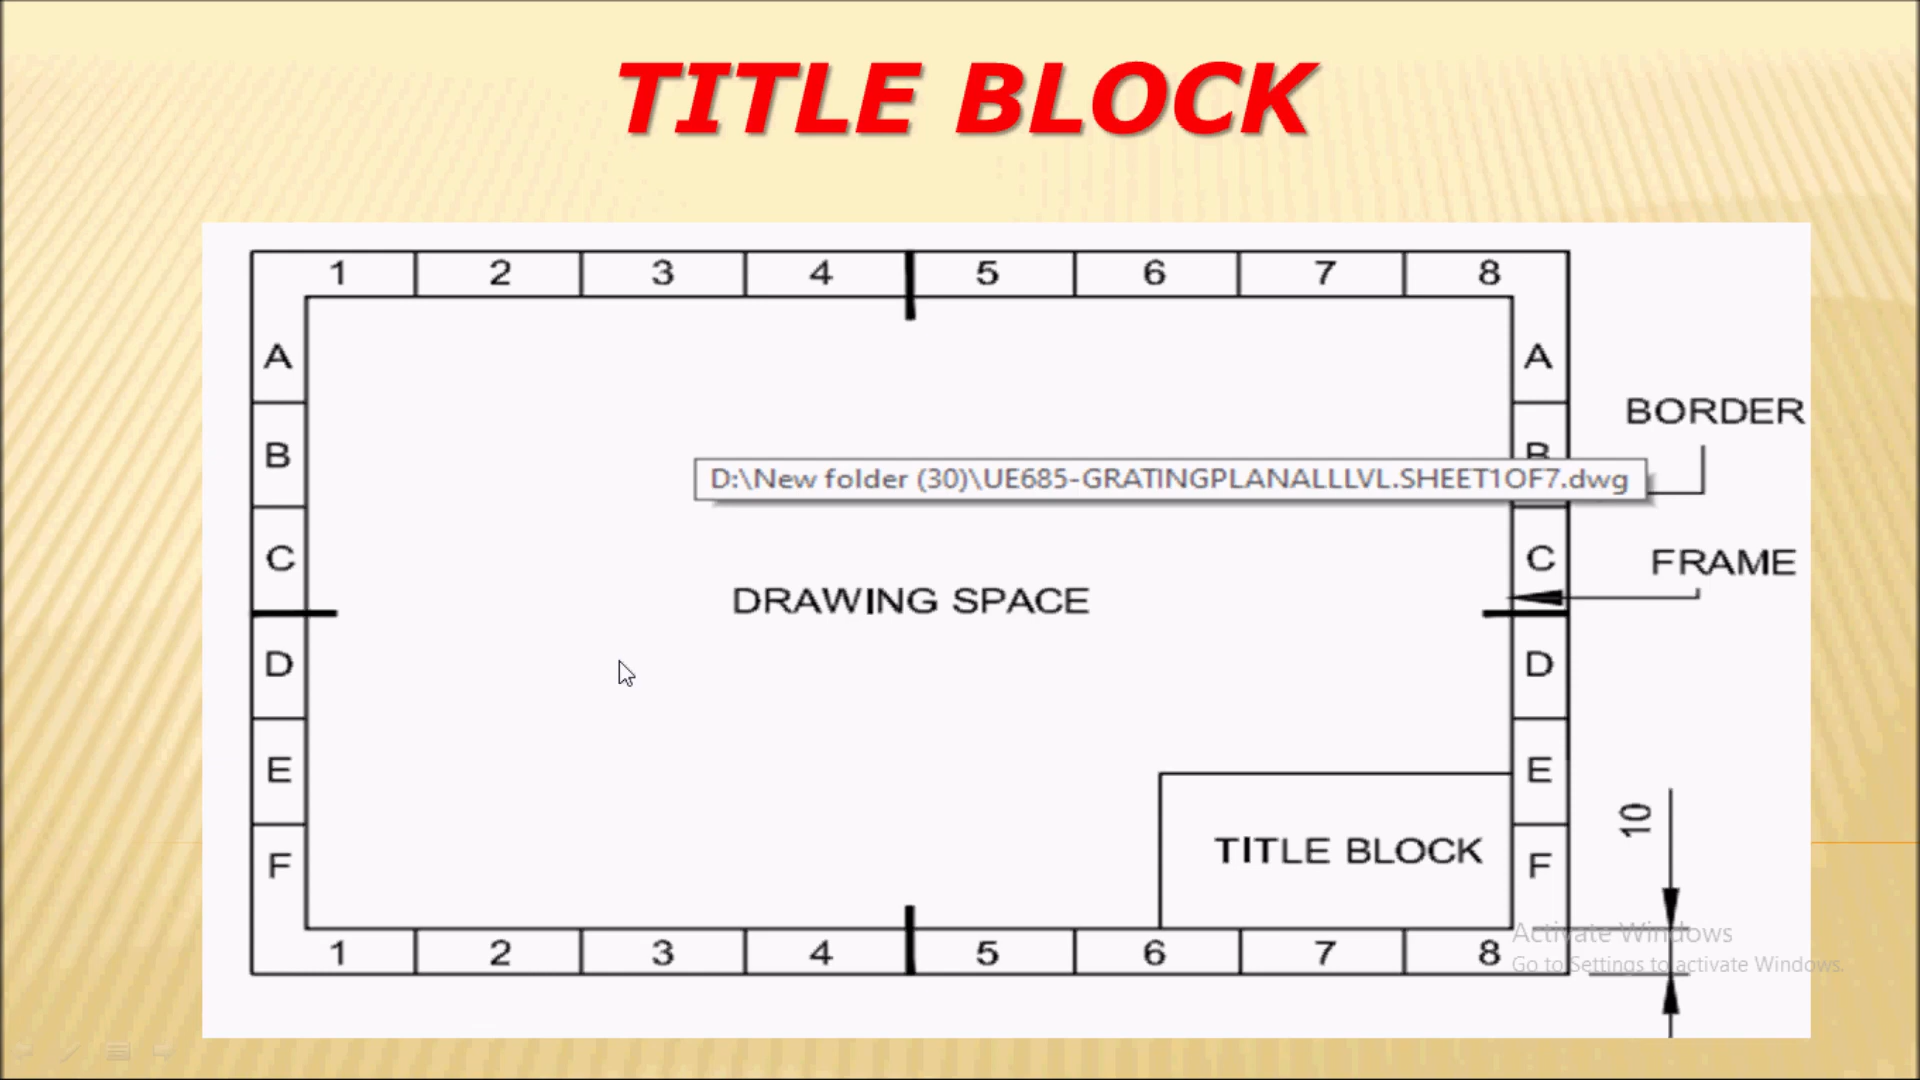 TITLE BLOCK
1 2 3 4 5 6 7 8
A A
BORDER
B B
D:\New folder (30)\UE685-GRATINGPLANALLLVL.SHEET1OF7.dwg
C C
FRAME
DRAWING SPACE
D D
E E
10
TITLE BLOCK
F F
1 2 3 4 5 6 7 8
Activate Windows
Go to Settings to activate Windows.